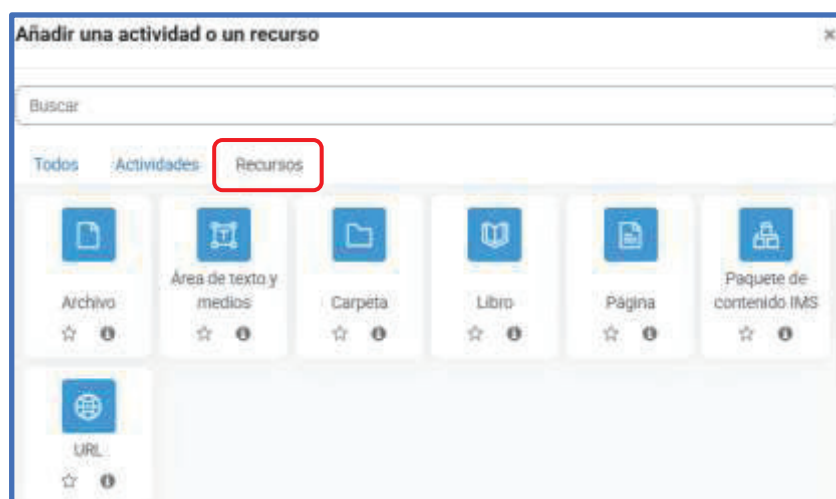 Añadir una actividad o un recurso
Buscar
Todos Actividades Recursos
Archivo
Área de texto y
medios
Carpeta
Libro
Página
Paquete de
contenido IMS
URL